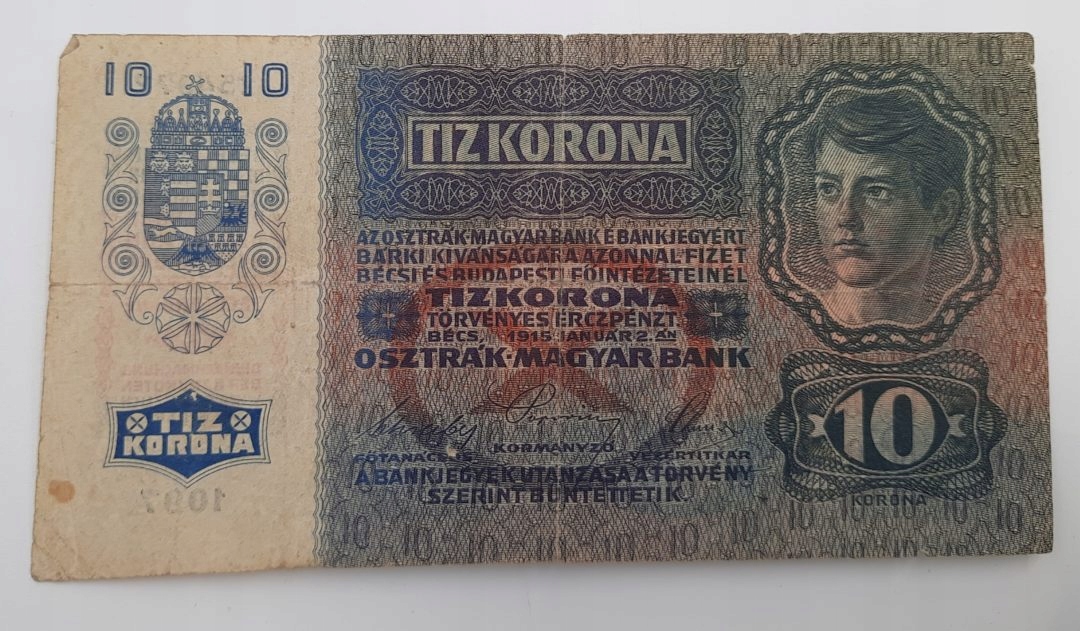 10 10
TIZ KORONA
AZ OSZTRÁK-MAGYAR BANK E BANKJEGYÉRT
BÁRKI KIVÁNSÁGÁRA AZONNAL FIZET
BÉCSI ÉS BUDAPESTI FŐINTÉZETEINÉL
TIZ KORONA
TÖRVÉNYES ÉRCZPÉNZT
BÉCS, 1915 JANUÁR 2.ÁN
OSZTRÁK-MAGYAR BANK
KORMÁNYZÓ
FŐTANÁCSOS VEZÉRTITKÁR
A BANKJEGYEK UTÁNZÁSA A TÖRVÉNY
SZERINT BÜNTETTETIK.
TIZ
KORONA
10
KORONA
1097